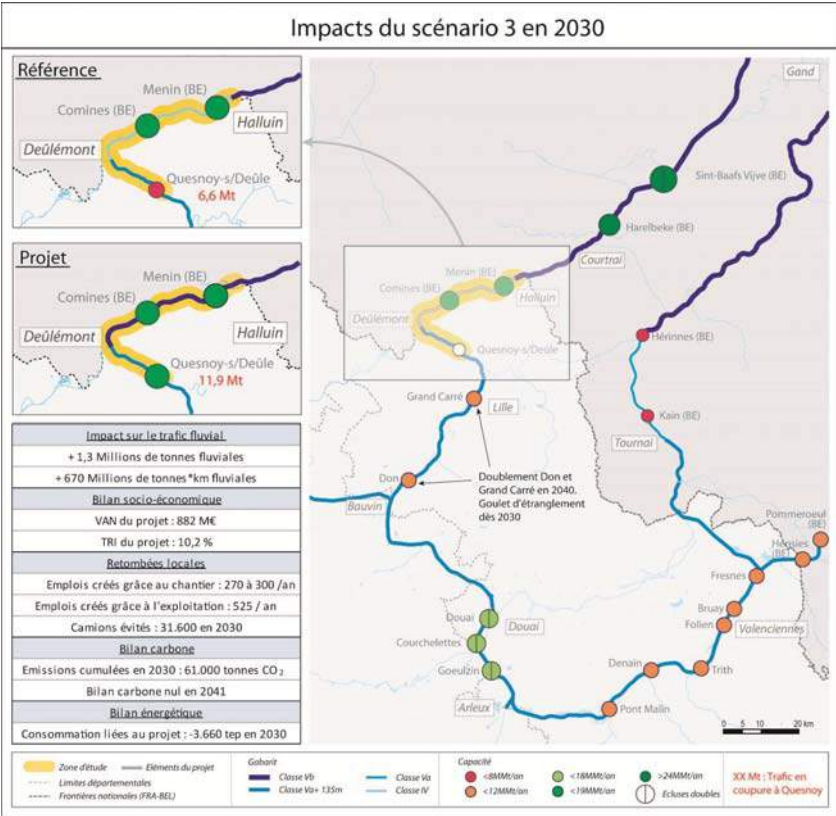 Impacts du scénario 3 en 2030
Référence
Menin (BE)
Comines (BE)
Halluin
Deûlémont
Quesnoy-s/Deûle
6,6 Mt
Projet
Menin (BE)
Comines (BE)
Deûlémont
Halluin
Quesnoy-s/Deûle
11,9 Mt
Impact sur le trafic fluvial
+ 1,3 Millions de tonnes fluviales
+ 670 Millions de tonnes*km fluviales
Bilan socio-économique
VAN du projet : 882 M€
TRI du projet : 10,2 %
Retombées locales
Emplois créés grâce au chantier : 270 à 300 /an
Emplois créés grâce à l'exploitation : 525 / an
Camions évités : 31.600 en 2030
Bilan carbone
Emissions cumulées en 2030 : 61.000 tonnes CO2
Bilan carbone nul en 2041
Bilan énergétique
Consommation liées au projet : -3.660 tep en 2030
Gand
Sint-Baafs Vijve (BE)
Harelbeke (BE)
Courtrai
Menin (BE)
Comines (BE)
Halluin
Deûlémont
Quesnoy-s/Deûle
Hérinnes (BE)
Grand Carré
Lille
Kain (BE)
Tournai
Don
Doublement Don et
Grand Carré en 2040.
Goulet d'étranglement
dès 2030
Bauvin
Pommeroeul (BE)
Hensies
(BE)
Fresnes
Bruay
Folien
Valenciennes
Douai
Douai
Courchelettes
Goeulzin
Denain
Trith
Arleux
Pont Malin
0 5 10 20 km
Zone d'étude
Eléments du projet
Limites départementales
Frontières nationales (FRA-BEL)
Gabarit
Classe Vb
Classe Va
Classe Va+ 135m
Classe IV
Capacité
<8MMt/an
<18MMt/an
>24MMt/an
<12MMt/an
<19MMt/an
Ecluses doubles
XX Mt : Trafic en
coupure à Quesnoy